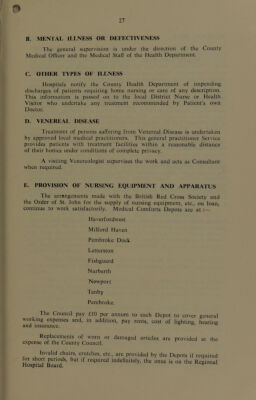 27
B. MENTAL ILLNESS OR DEFECTIVENESS
The general supervision is under the direction of the County
Medical Officer and the Medical Staff of the Health Department.
C. OTHER TYPES OF ILLNESS
Hospitals notify the County Health Department of impending
discharges of patients requiring home nursing or care of any description.
This information is passed on to the local District Nurse or Health
Visitor who undertake any treatment recommended by Patient's own
Doctor.
D. VENEREAL DISEASE
Treatment of persons suffering from Venereal Disease is undertaken
by approved local medical practitioners. This general practitioner Service
provides patients with treatment facilities within a reasonable distance
of their homes under conditions of complete privacy.
A visiting Venereologist supervises the work and acts as Consultant
when required.
E. PROVISION OF NURSING EQUIPMENT AND APPARATUS
The arrangements made with the British Red Cross Society and
the Order of St. John for the supply of nursing equipment, etc., on loan,
continue to work satisfactorily. Medical Comforts Depots are at :—
Haverfordwest
Milford Haven
Pembroke Dock
Letterston
Fishguard
Narberth
Newport
Tenby
Pembroke.
The Council pay £10 per annum to each Depot to cover general
working expenses and, in addition, pay rents, cost of lighting, heating
and insurance.
Replacements of worn or damaged articles are provided at the
expense of the County Council.
Invalid chairs, crutches, etc., are provided by the Depots if required
for short periods, but if required indefinitely, the onus is on the Regional
Hospital Board.